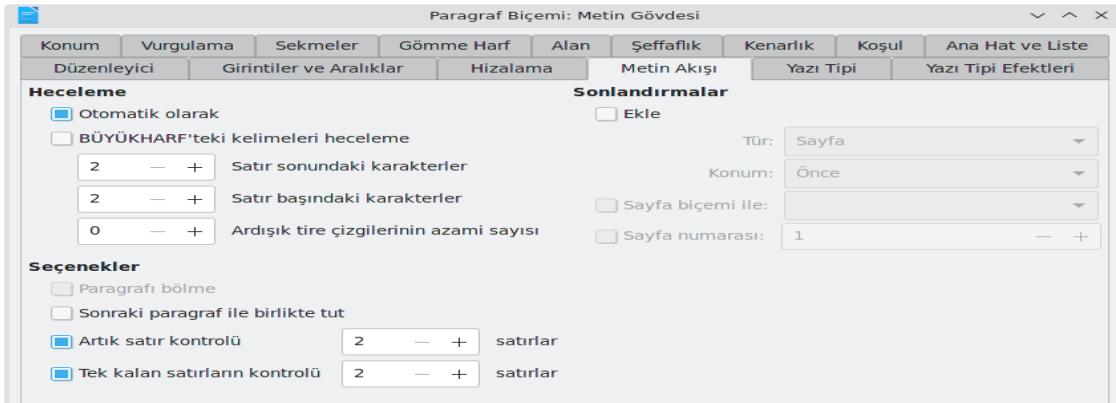 Paragraf Biçemi: Metin Gövdesi
Konum Vurgulama Sekmeler Gömme Harf Alan Şeffaflık Kenarlık Koşul Ana Hat ve Liste
Düzenleyici Girintiler ve Aralıklar Hizalama Metin Akışı Yazı Tipi Yazı Tipi Efektleri
Heceleme
Otomatik olarak
BÜYÜKHARF'teki kelimeleri heceleme
2 — + Satır sonundaki karakterler
2 — + Satır başındaki karakterler
0 — + Ardışık tire çizgilerinin azami sayısı
Seçenekler
Paragrafı bölme
Sonraki paragraf ile birlikte tut
Artık satır kontrolü 2 — + satırlar
Tek kalan satırların kontrolü 2 — + satırlar
Sonlandırmalar
Ekle
Tür: Sayfa
Konum: Önce
Sayfa biçemi ile:
Sayfa numarası: 1 — +